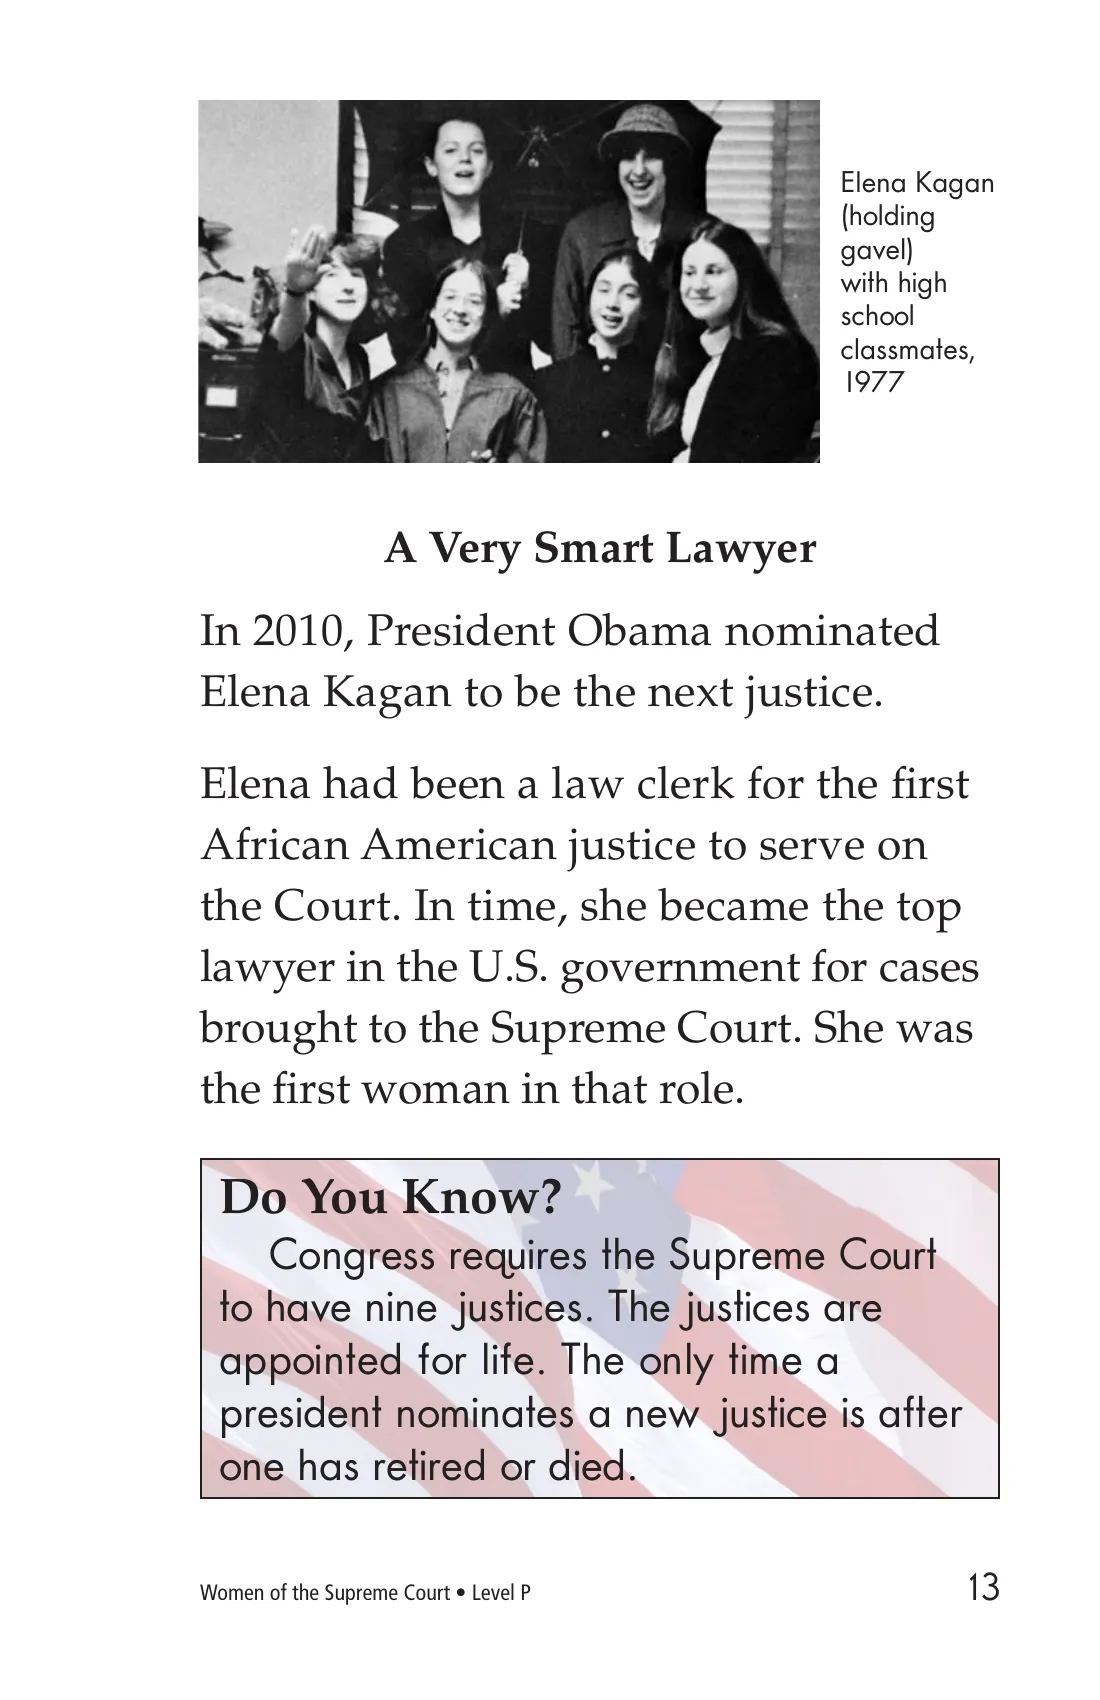 Elena Kagan
(holding
gavel)
with high
school
classmates,
1977
A Very Smart Lawyer
In 2010, President Obama nominated
Elena Kagan to be the next justice.
Elena had been a law clerk for the first
African American justice to serve on
the Court. In time, she became the top
lawyer in the U.S. government for cases
brought to the Supreme Court. She was
the first woman in that role.
Do You Know?
Congress requires the Supreme Court
to have nine justices. The justices are
appointed for life. The only time a
president nominates a new justice is after
one has retired or died.
Women of the Supreme Court • Level P
13